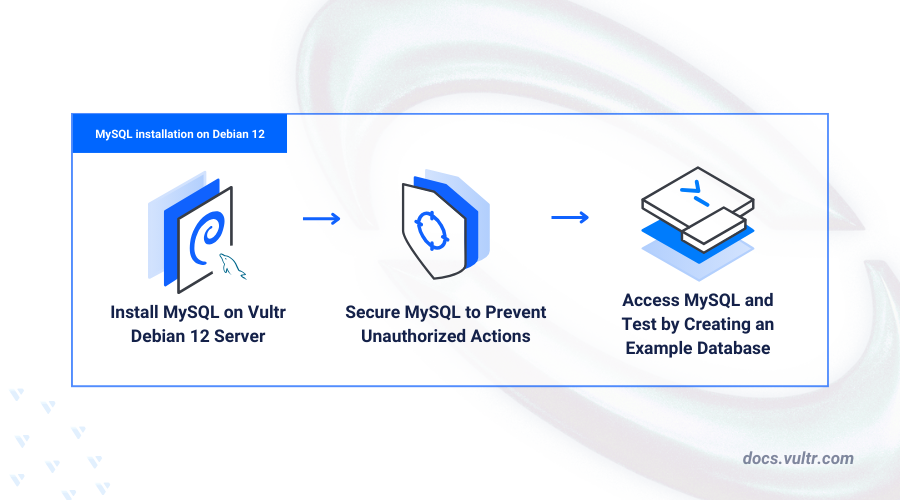 MySQL installation on Debian 12
Install MySQL on Vultr
Debian 12 Server
Secure MySQL to Prevent
Unauthorized Actions
Access MySQL and
Test by Creating an
Example Database
docs.vultr.com